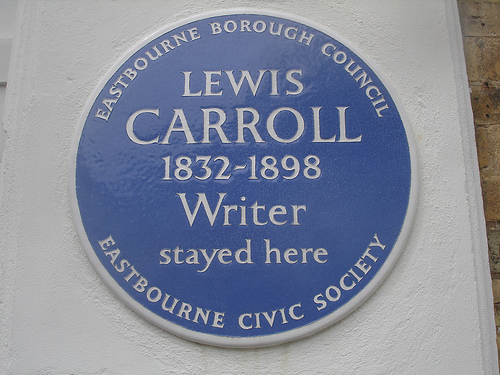 EASTBOURNE BOROUGH COUNCIL
LEWIS
CARROLL
1832-1898
Writer
stayed here
EASTBOURNE CIVIC SOCIETY